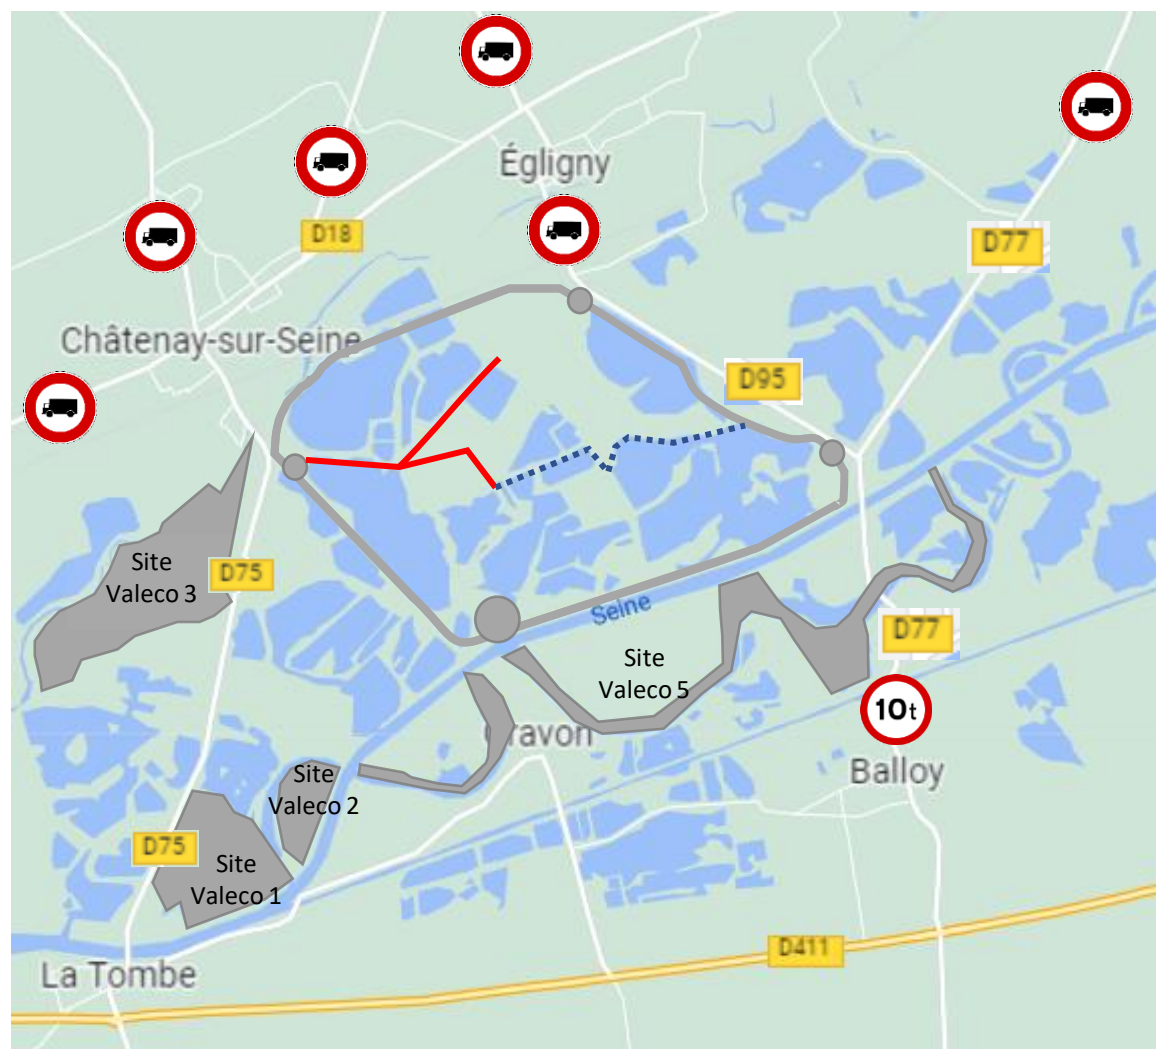 Égligny
D18
D77
Châtenay-sur-Seine
D95
Site
Valeco 3
D75
Seine
D77
Site
Valeco 5
10t
Balloy
Site
Valeco 2
D75
Site
Valeco 1
D411
La Tombe